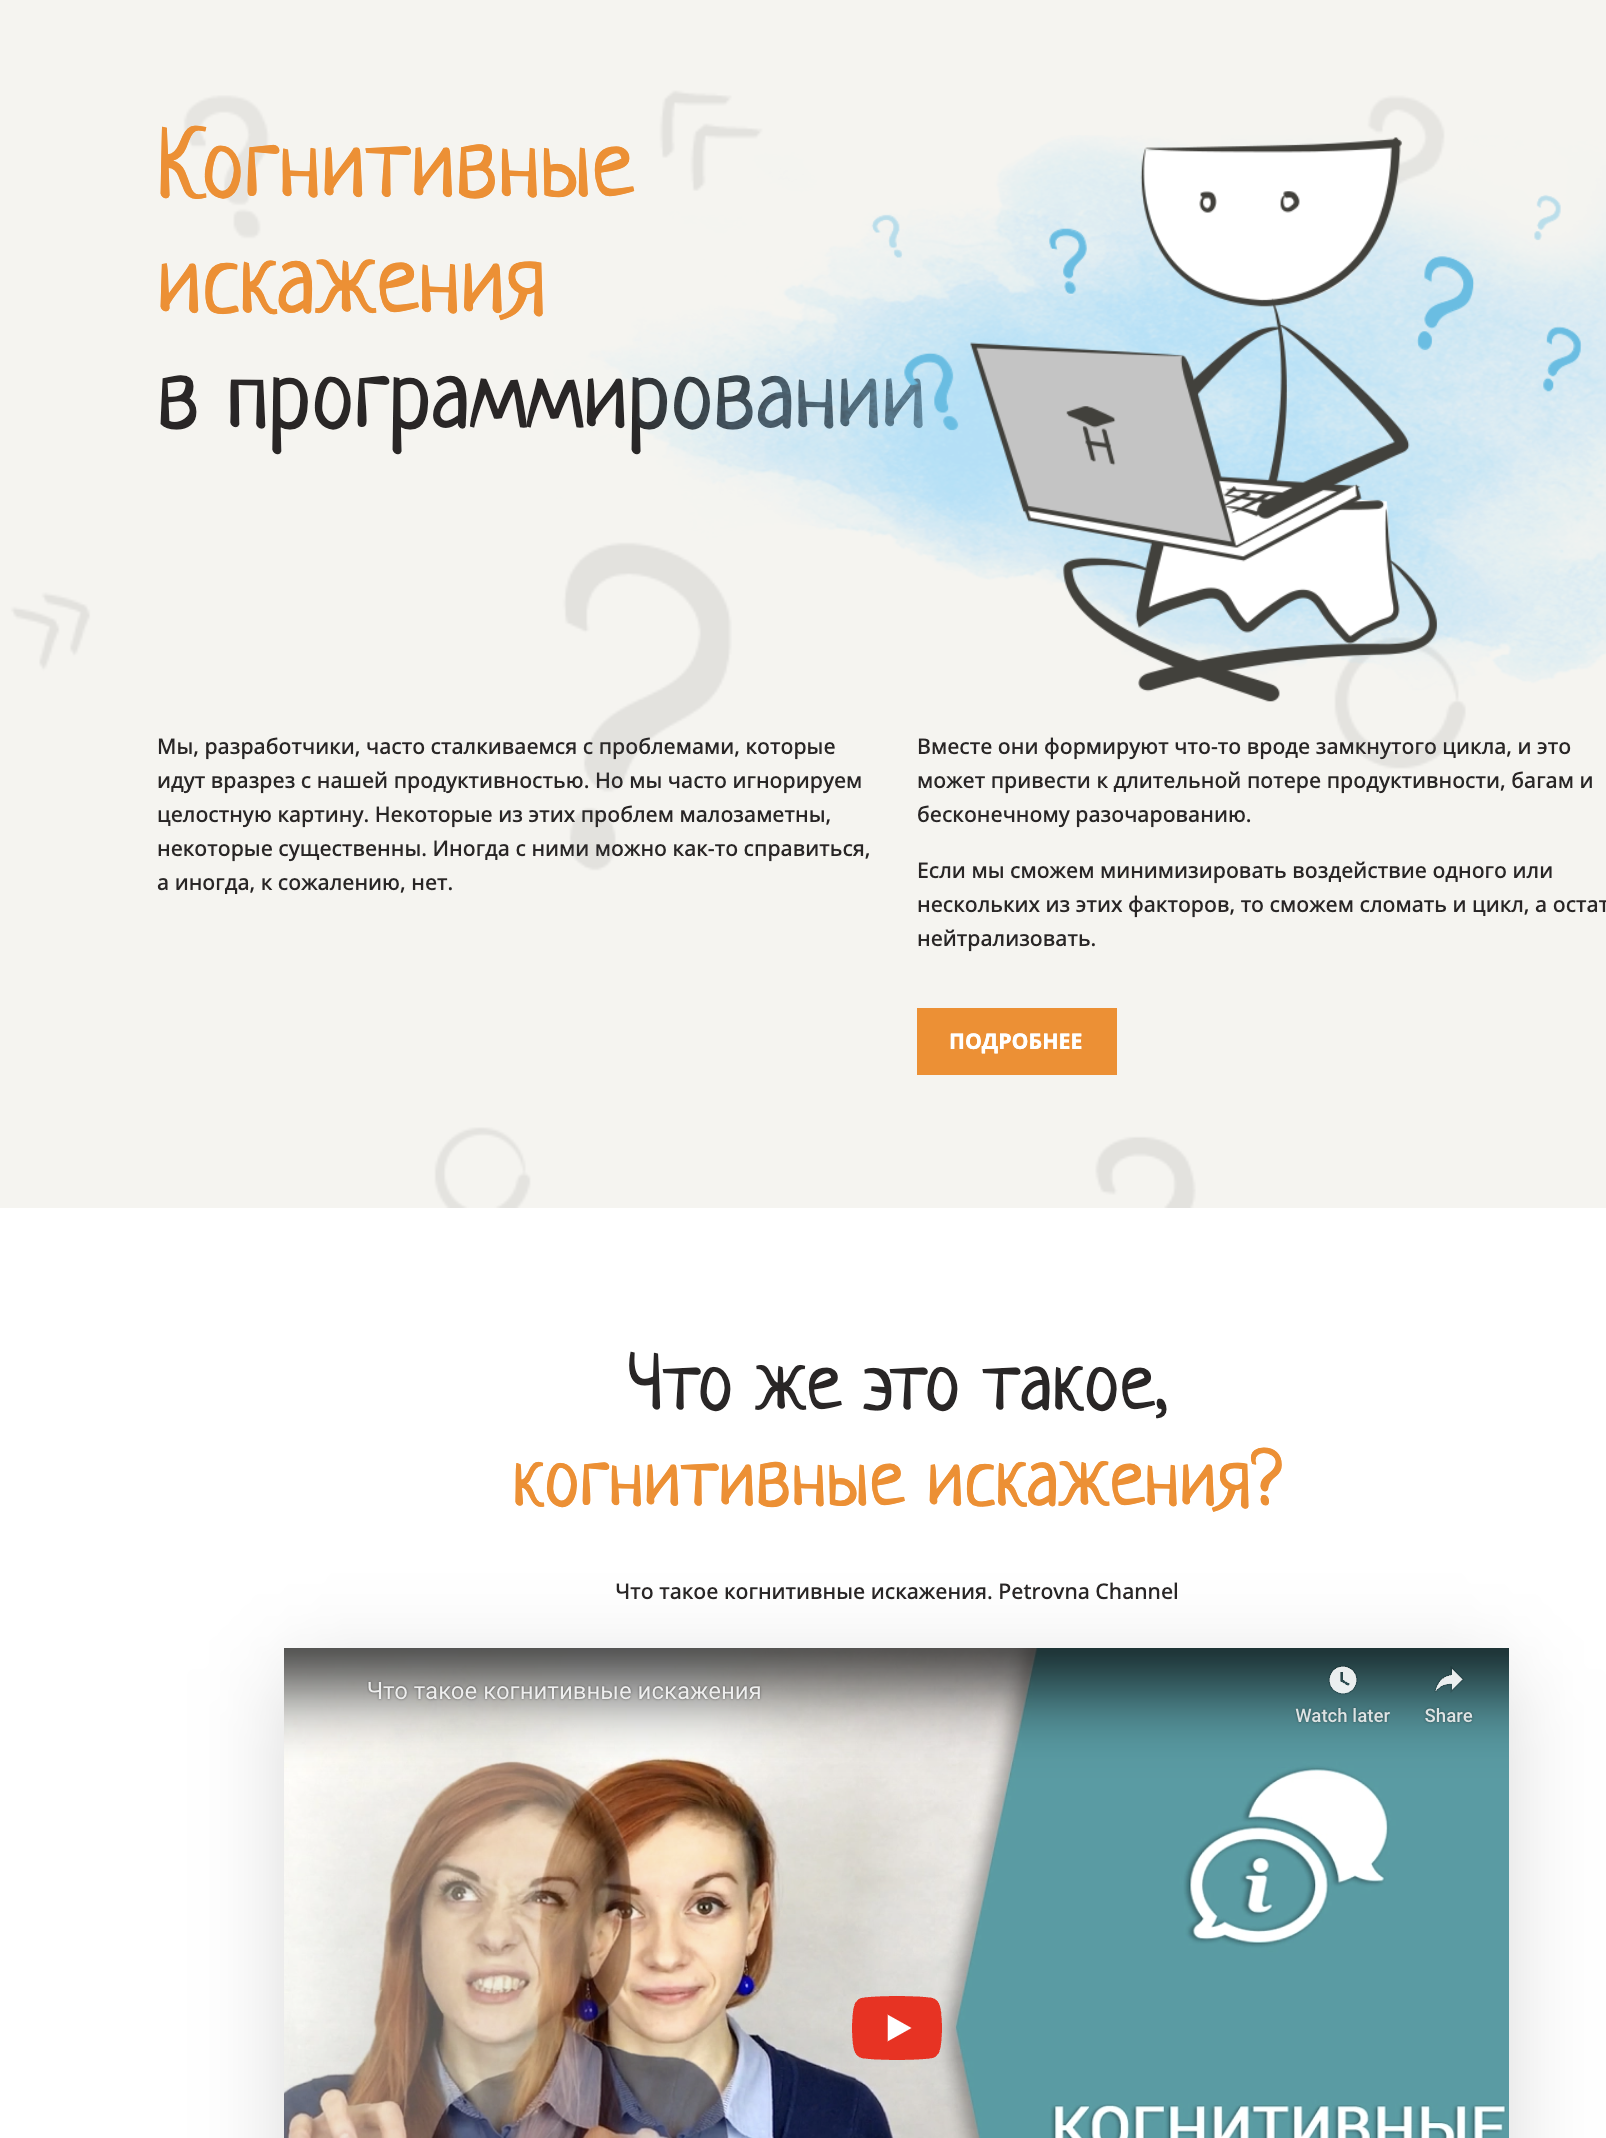 Когнитивные
искажения
в программировании
Мы, разработчики, часто сталкиваемся с проблемами, которые
идут вразрез с нашей продуктивностью. Но мы часто игнорируем
целостную картину. Некоторые из этих проблем малозаметны,
некоторые существенны. Иногда с ними можно как-то справиться,
а иногда, к сожалению, нет.
Вместе они формируют что-то вроде замкнутого цикла, и это
может привести к длительной потере продуктивности, багам и
бесконечному разочарованию.
Если мы сможем минимизировать воздействие одного или
нескольких из этих факторов, то сможем сломать и цикл, а остат
нейтрализовать.
ПОДРОБНЕЕ
Что же это такое,
когнитивные искажения?
Что такое когнитивные искажения. Petrovna Channel
Что такое когнитивные искажения
Watch later
Share
КОГНИТИВНЫЕ